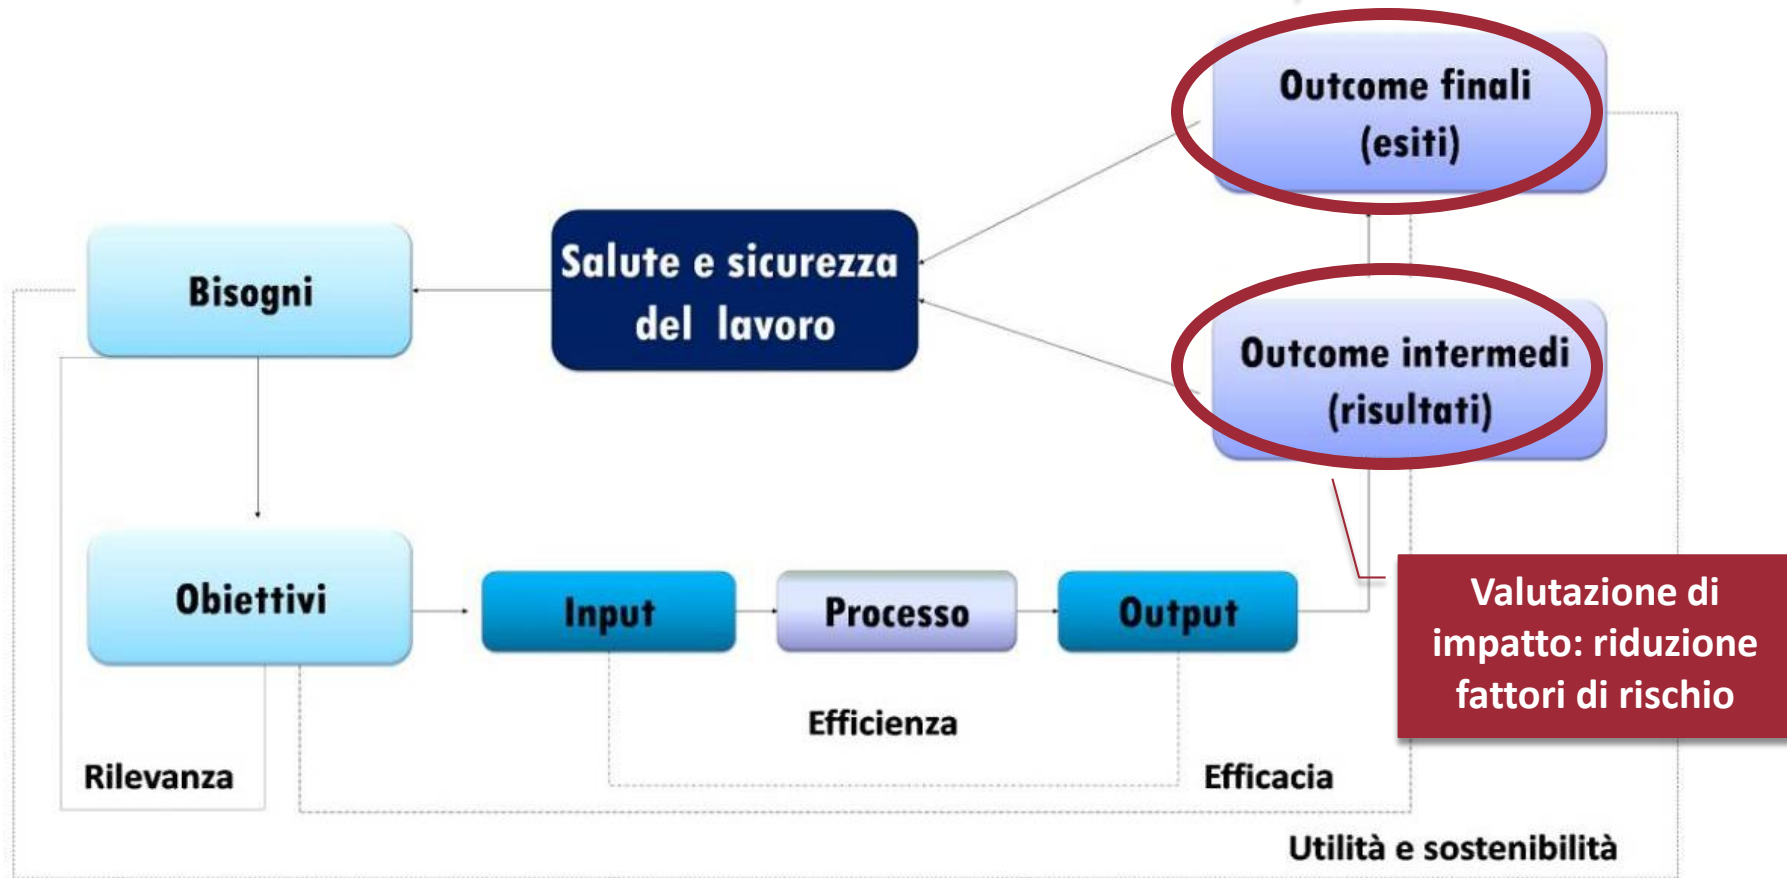 Outcome finali
(esiti)
Salute e sicurezza
del lavoro
Bisogni
Outcome intermedi
(risultati)
Obiettivi
Input
Processo
Output
Valutazione di
impatto: riduzione
fattori di rischio
Efficienza
Rilevanza
Efficacia
Utilità e sostenibilità